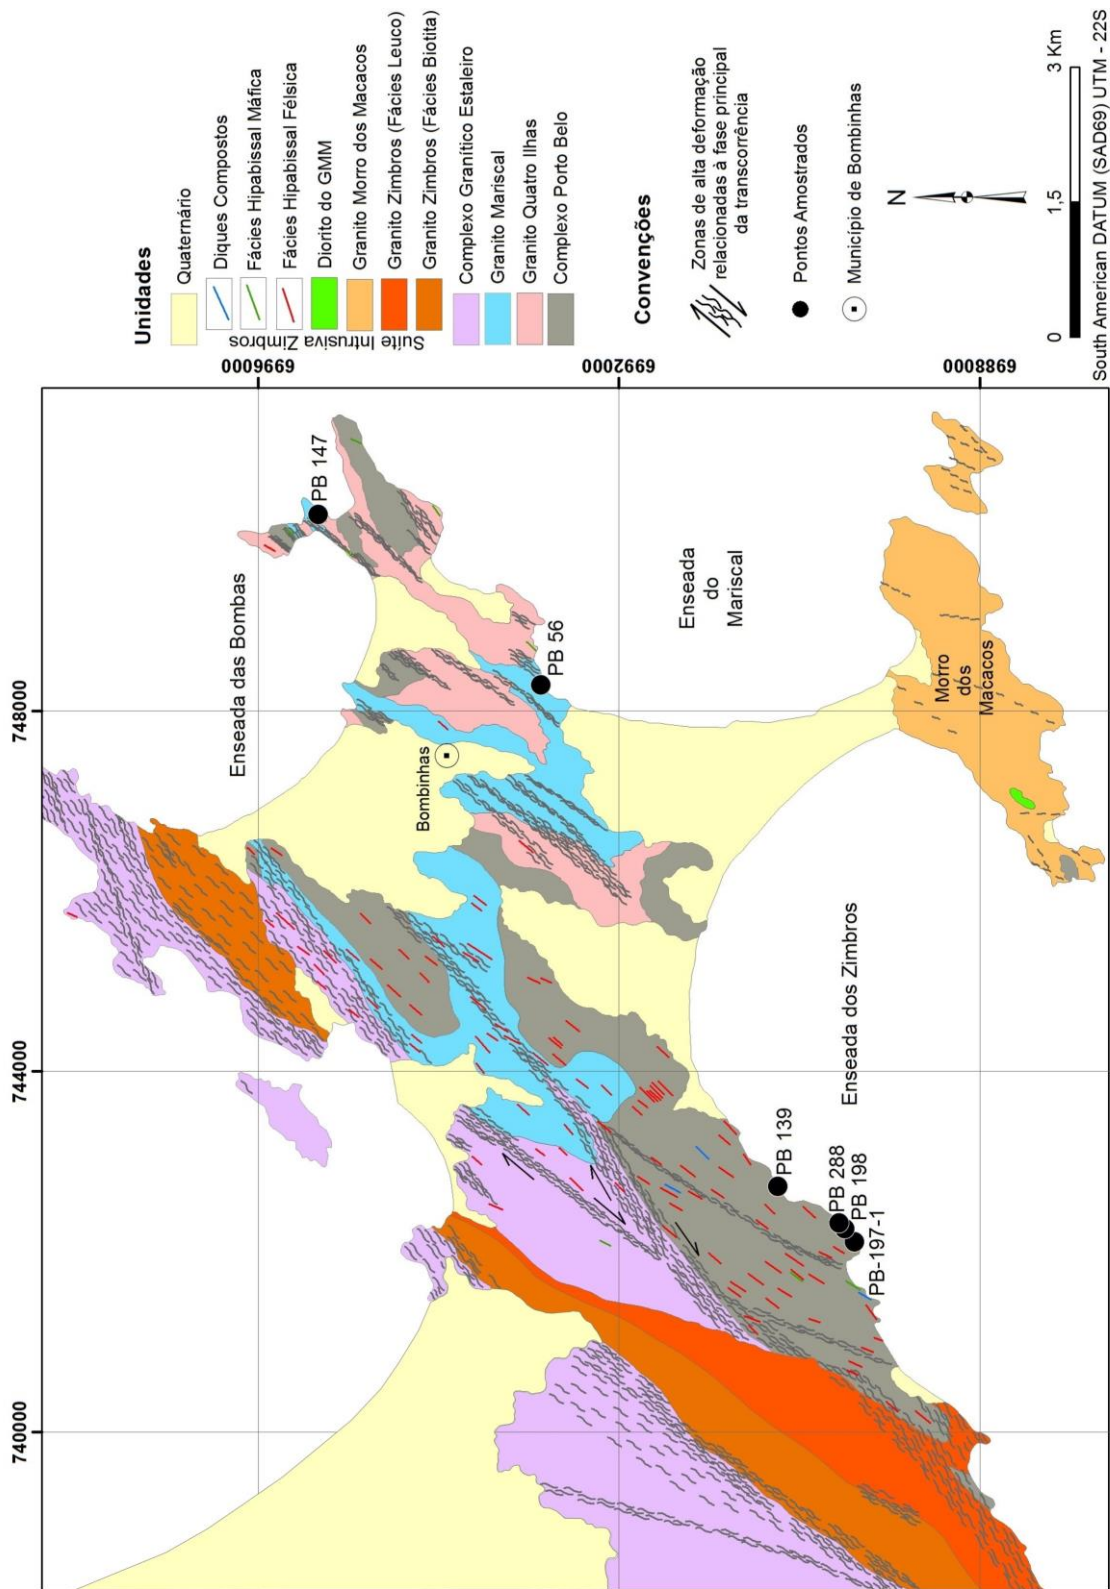 740000
744000
748000
6996000
6992000
6988000
Enseada das Bombas
PB 147
Bombinhas
PB 56
Enseada
do
Mariscal
PB 139
PB 288
PB 198
PB-197-1
Enseada dos Zimbros
Morro
dos
Macacos
Unidades
Quaternário
Diques Compostos
Fácies Hipabissal Máfica
Fácies Hipabissal Félsica
Diorito do GMM
Granito Morro dos Macacos
Granito Zimbros (Fácies Leuco)
Granito Zimbros (Fácies Biotita)
Suíte Intrusiva Zimbros
Complexo Granítico Estaleiro
Granito Mariscal
Granito Quatro Ilhas
Complexo Porto Belo
Convenções
Zonas de alta deformação
relacionadas à fase principal
da transcorrência
Pontos Amostrados
Município de Bombinhas
N
0 1,5 3 Km
South American DATUM (SAD69) UTM - 22S